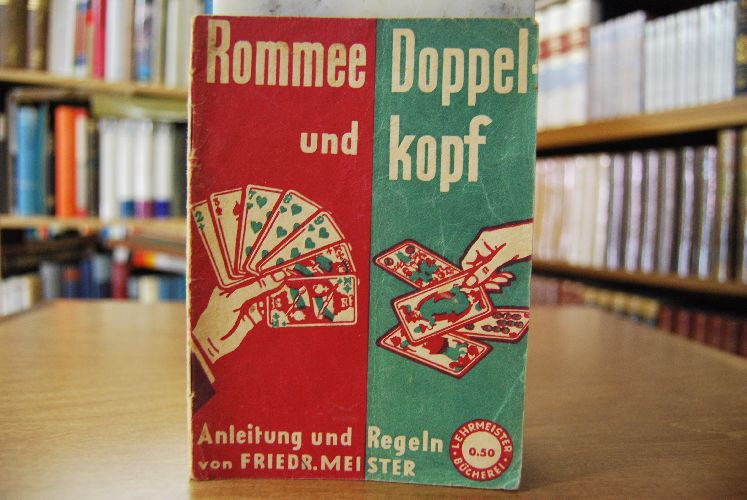 Rommee Doppel-
und kopf
Anleitung und Regeln
von FRIEDR. MEISTER
LEHRMEISTER
0.50
BÜCHEREI